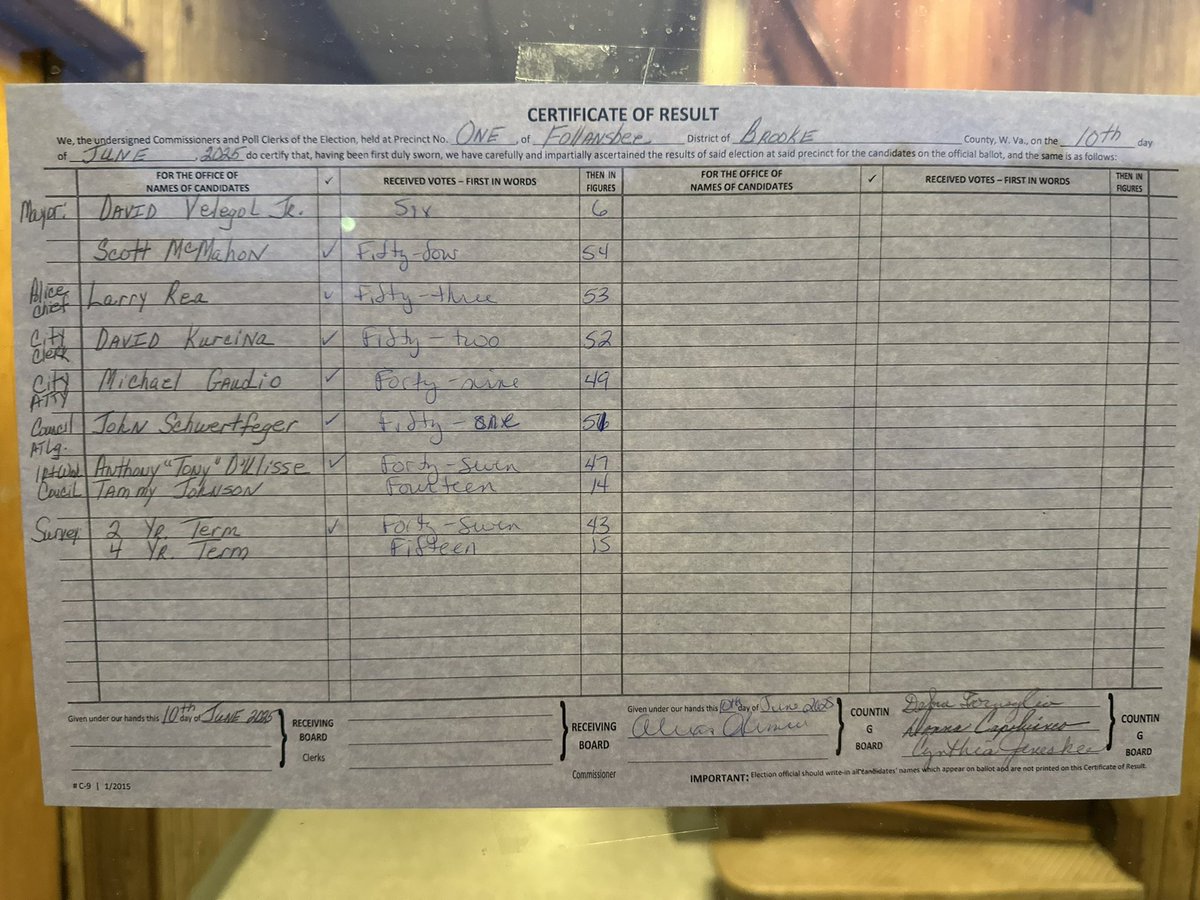 CERTIFICATE OF RESULT
We, the undersigned Commissioners and Poll Clerks of the Election, held at Precinct No. ONE, of Follansbee District of BROOKE County, W. Va., on the 10th day
of JUNE, 2025 do certify that, having been first duly sworn, we have carefully and impartially ascertained the results of said election at said precinct for the candidates on the official ballot, and the same is as follows:
FOR THE OFFICE OF NAMES OF CANDIDATES ✓ RECEIVED VOTES – FIRST IN WORDS THEN IN FIGURES FOR THE OFFICE OF NAMES OF CANDIDATES ✓ RECEIVED VOTES – FIRST IN WORDS THEN IN FIGURES
Mayor: DAVID Velegol Jr. Six 6
Scott McMahon ✓ Fifty-four 54
Police Chief Larry Rea ✓ Fifty-three 53
City Clerk DAVID Kurcina ✓ Fifty-two 52
City ATTY Michael GAudio ✓ Forty-nine 49
Council ATLg. John Schwertfeger ✓ Fifty-one 51
1st Wrd Anthony "Tony" D'Ulisse ✓ Forty-seven 47
Coucil TAmmy JOHNSON Fourteen 14
Survey 2 YR. Term ✓ Forty-seven 43
4 YR. Term Fifteen 15
Given under our hands this 10th day of JUNE 2025
RECEIVING BOARD
Clerks
RECEIVING BOARD
Commissioner
Given under our hands this 10th day of June 2025
COUNTIN G BOARD
Donna
Cynthia
COUNTIN G BOARD
IMPORTANT: Election official should write-in all candidates' names which appear on ballot and are not printed on this Certificate of Result.
# C-9 | 1/2015